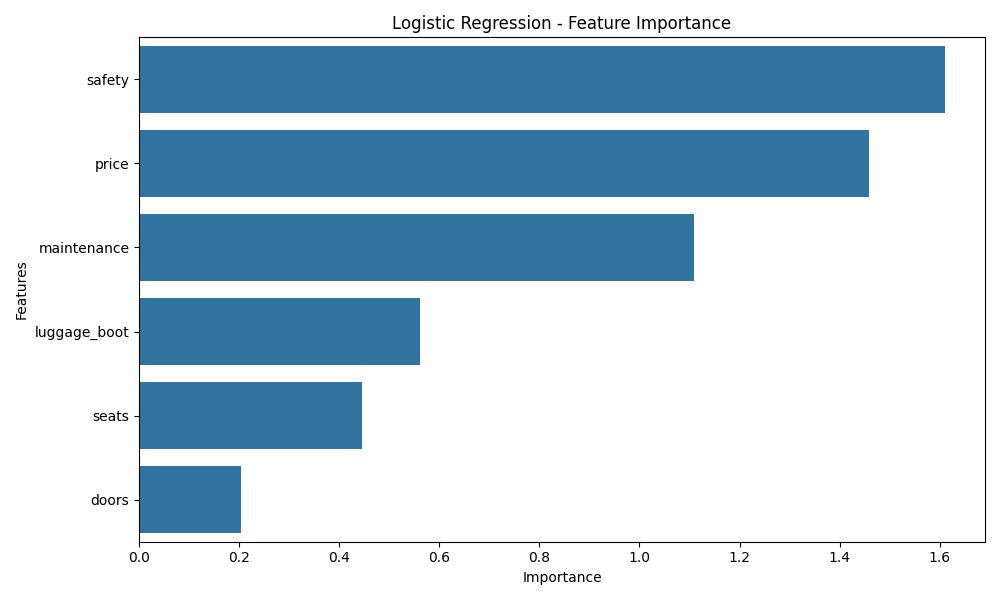 Logistic Regression - Feature Importance
safety
price
maintenance
luggage_boot
seats
doors
Features
0.0 0.2 0.4 0.6 0.8 1.0 1.2 1.4 1.6
Importance